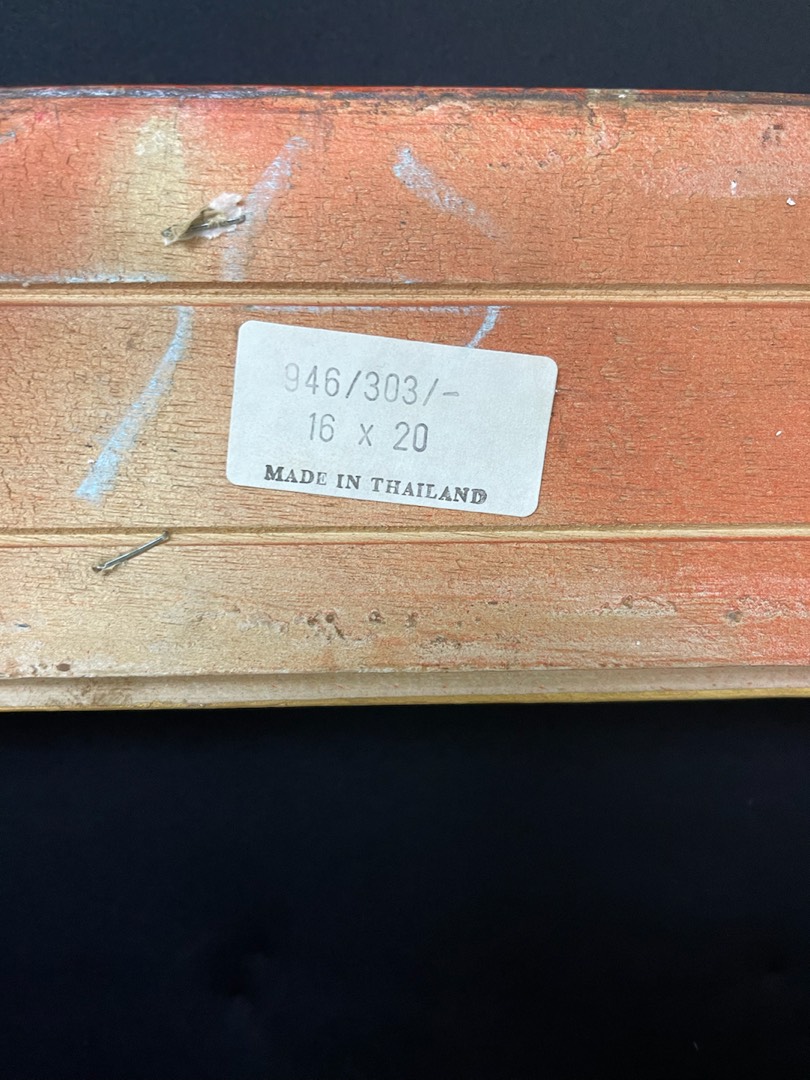 946/303/-
16 x 20
MADE IN THAILAND